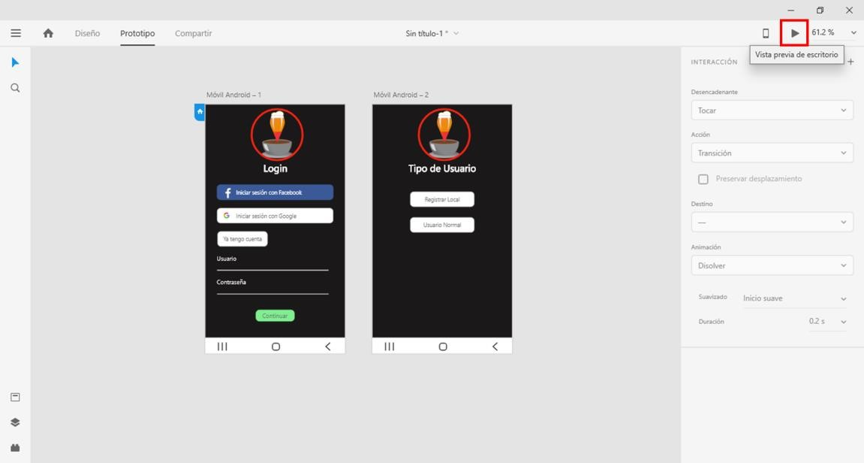 Diseño Prototipo Compartir
Sin título-1 *
61.2 %
Vista previa de escritorio
INTERACCIÓN
Desencadenante
Tocar
Acción
Transición
Preservar desplazamiento
Destino
—
Animación
Disolver
Suavizado Inicio suave
Duración 0.2 s
Móvil Android – 1
Login
f Iniciar sesión con Facebook
G Iniciar sesión con Google
Ya tengo cuenta
Usuario
Contraseña
Continuar
Móvil Android – 2
Tipo de Usuario
Registrar Local
Usuario Normal